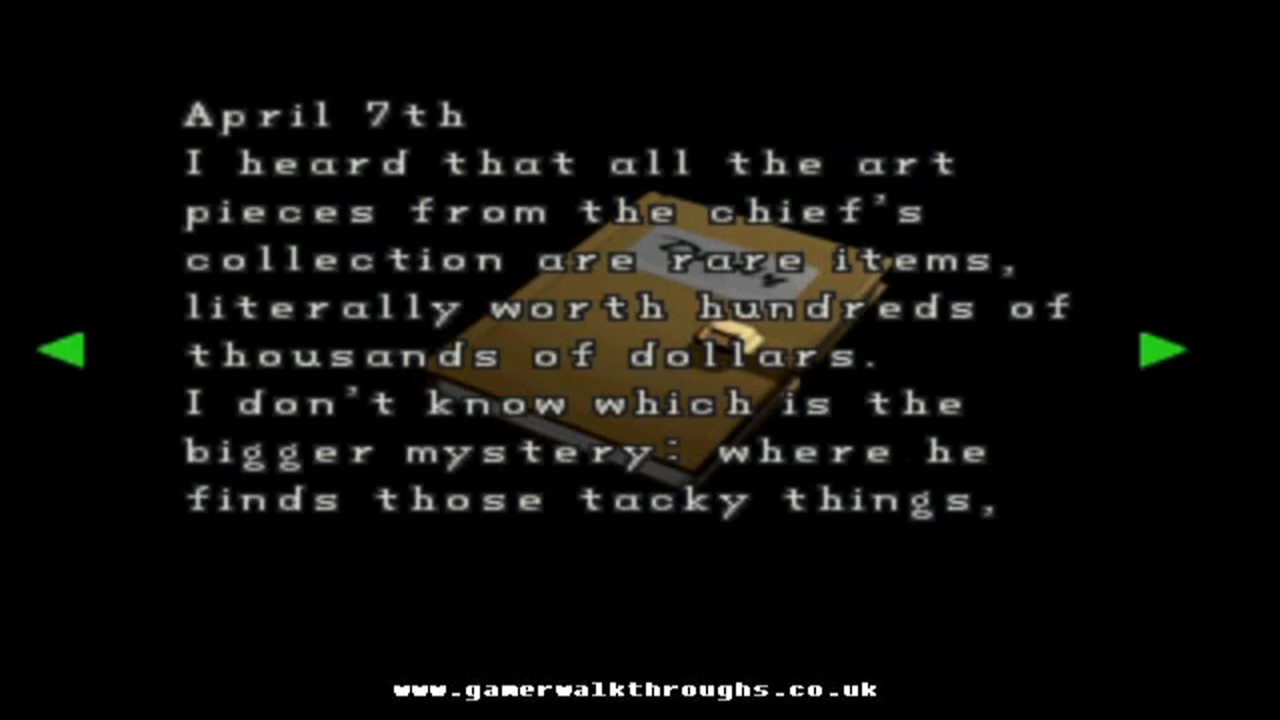 April 7th
I heard that all the art
pieces from the chief's
collection are rare items,
literally worth hundreds of
thousands of dollars.
I don't know which is the
bigger mystery: where he
finds those tacky things,
Diary
www.gamerwalkthroughs.co.uk